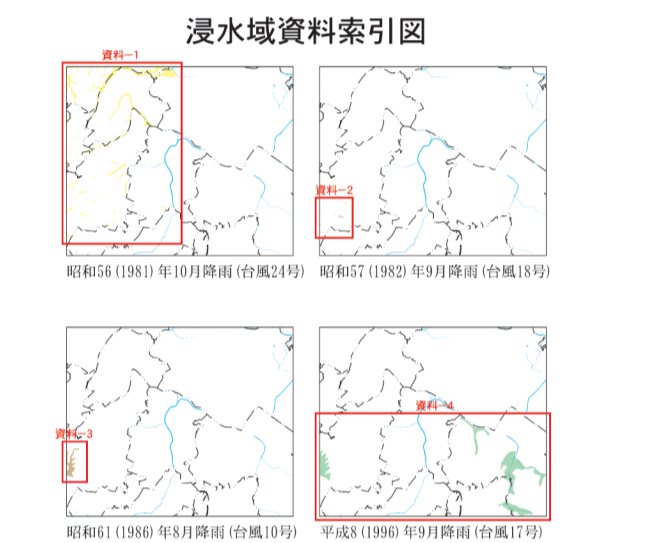 浸水域資料索引図
資料−1
資料−2
昭和56(1981)年10月降雨(台風24号)
昭和57(1982)年9月降雨(台風18号)
資料−4
資料−3
昭和61(1986)年8月降雨(台風10号)
平成8(1996)年9月降雨(台風17号)